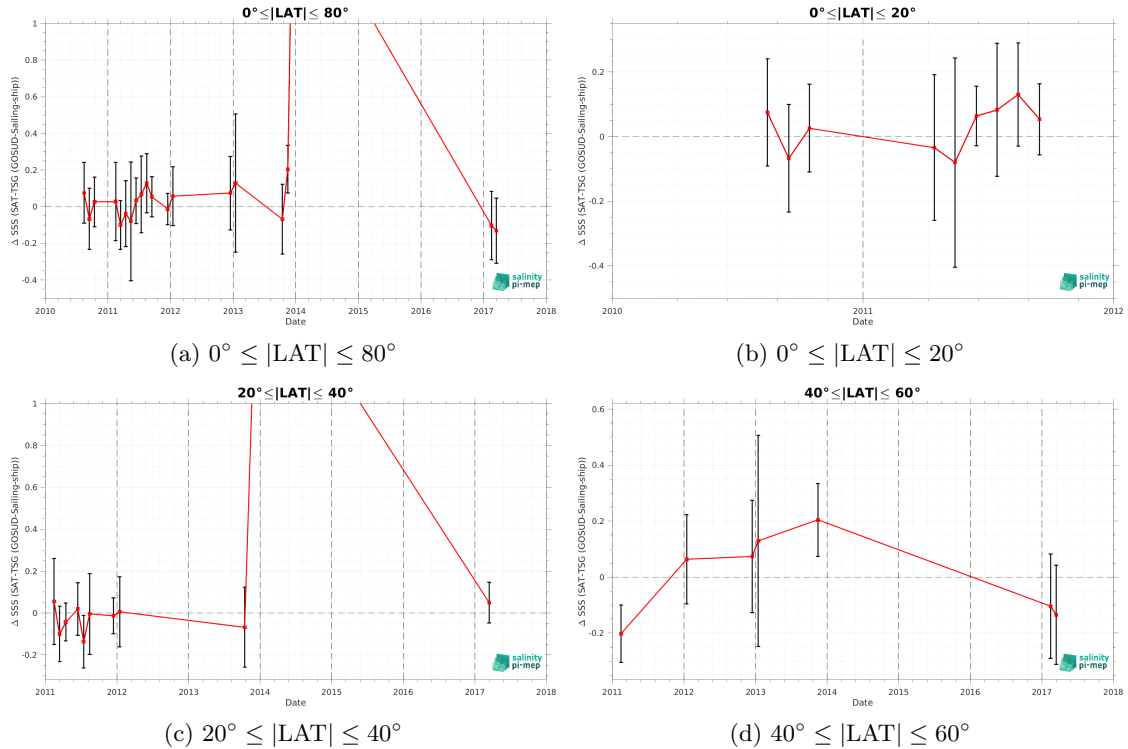 0°≤|LAT|≤ 80°
Δ SSS (SAT-TSG (GOSUD-Sailing-ship))
1
0.8
0.6
0.4
0.2
0
-0.2
-0.4
2010 2011 2012 2013 2014 2015 2016 2017 2018
Date
salinity
pi-mep
(a) 0° ≤ |LAT| ≤ 80°
0°≤|LAT|≤ 20°
Δ SSS (SAT-TSG (GOSUD-Sailing-ship))
0.2
0
-0.2
-0.4
2010 2011 2012
Date
salinity
pi-mep
(b) 0° ≤ |LAT| ≤ 20°
20°≤|LAT|≤ 40°
Δ SSS (SAT-TSG (GOSUD-Sailing-ship))
1
0.8
0.6
0.4
0.2
0
-0.2
2011 2012 2013 2014 2015 2016 2017 2018
Date
salinity
pi-mep
(c) 20° ≤ |LAT| ≤ 40°
40°≤|LAT|≤ 60°
Δ SSS (SAT-TSG (GOSUD-Sailing-ship))
0.6
0.4
0.2
0
-0.2
2011 2012 2013 2014 2015 2016 2017 2018
Date
salinity
pi-mep
(d) 40° ≤ |LAT| ≤ 60°